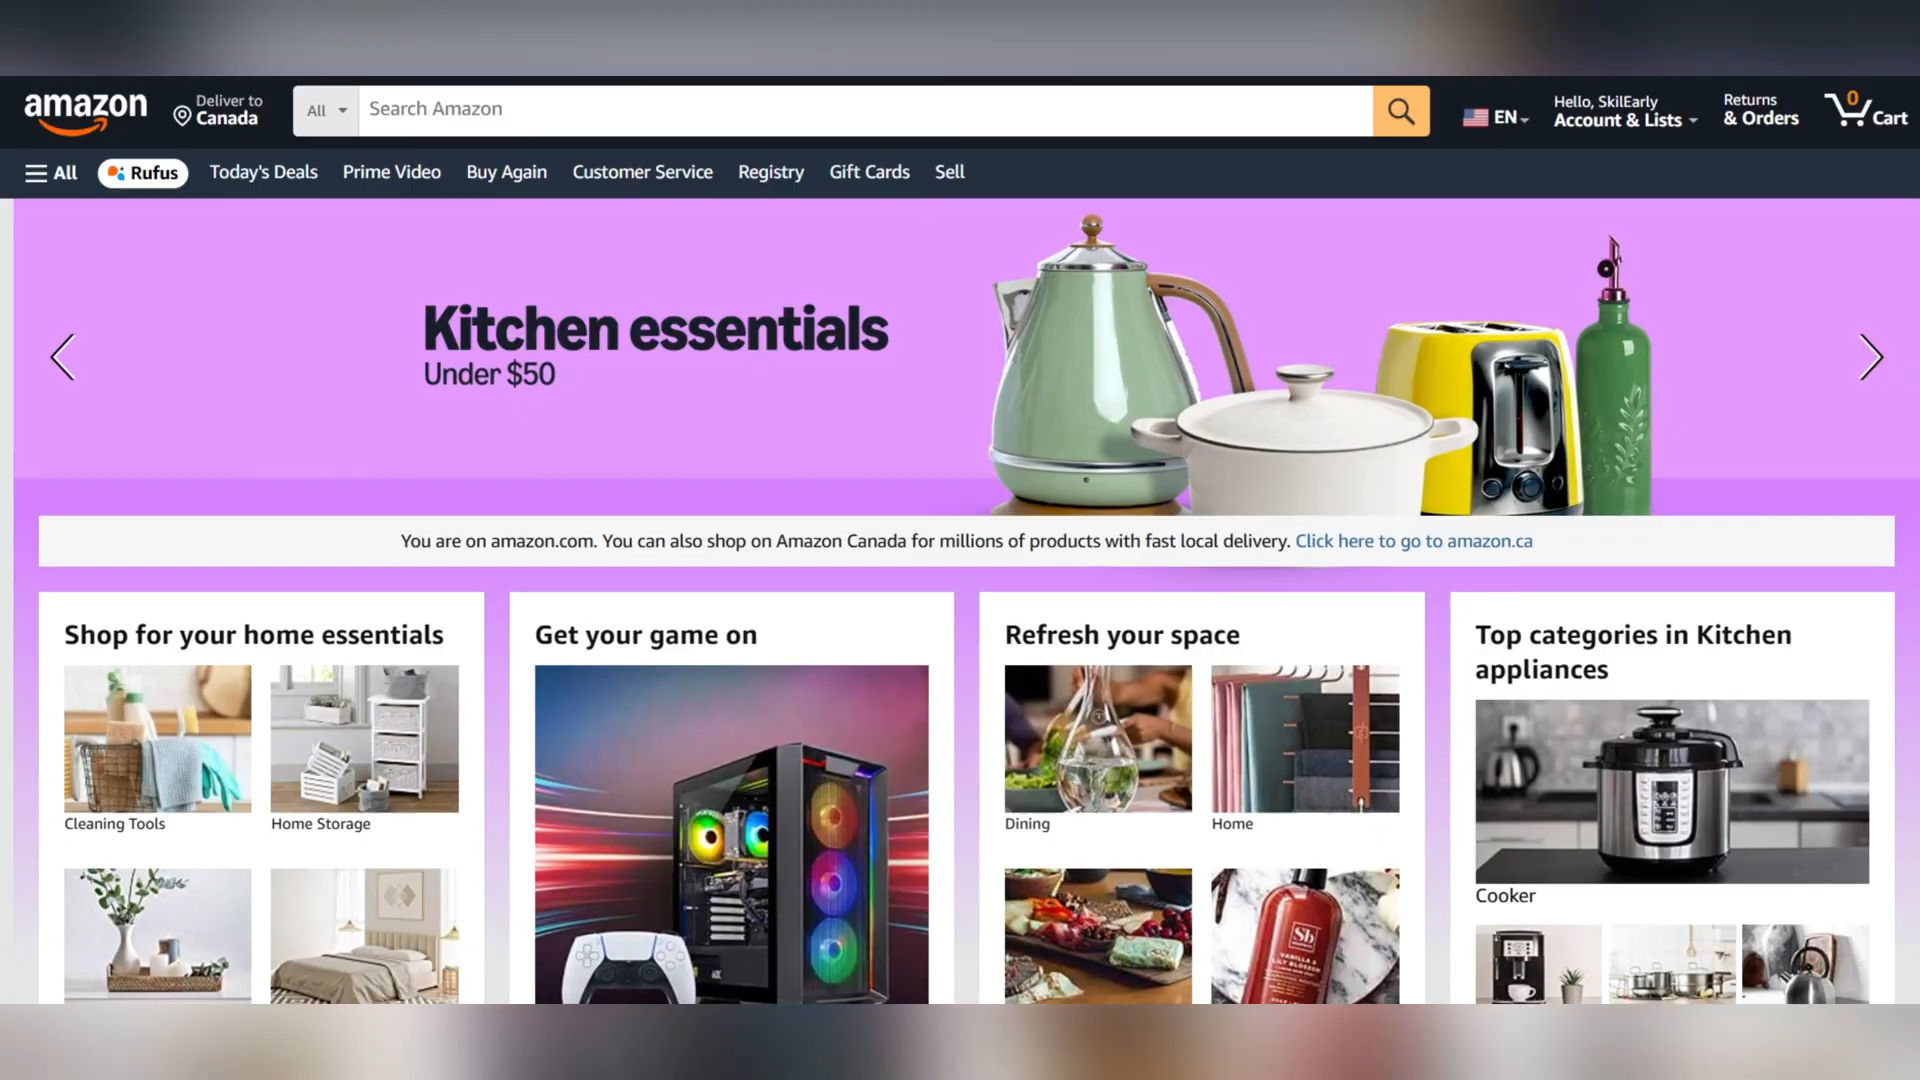 amazon
Deliver to
Canada
All
Search Amazon
EN
Hello, SkilEarly
Account & Lists
Returns
& Orders
0
Cart
All
Rufus
Today's Deals
Prime Video
Buy Again
Customer Service
Registry
Gift Cards
Sell
Kitchen essentials
Under $50
You are on amazon.com. You can also shop on Amazon Canada for millions of products with fast local delivery. Click here to go to amazon.ca
Shop for your home essentials
Get your game on
Refresh your space
Top categories in Kitchen
appliances
Cleaning Tools
Home Storage
Dining
Home
Cooker
Sb
VANILLA &
LILY BLOSSOM